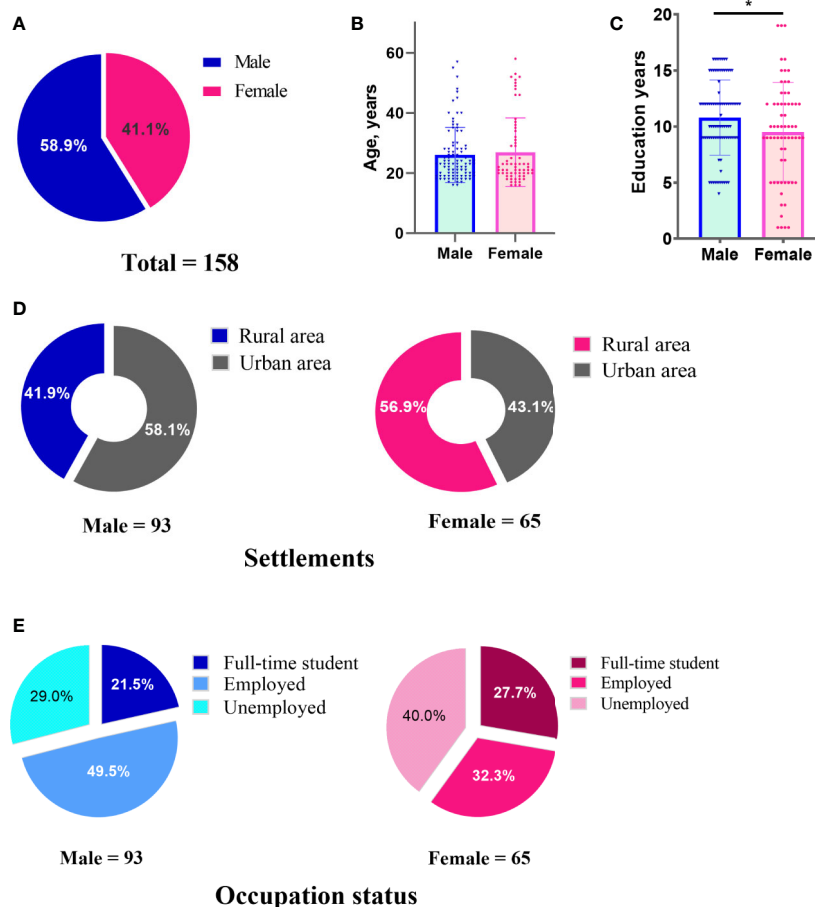 A
Male
Female
58.9%
41.1%
Total = 158
B
Age, years
60
40
20
0
Male Female
C
*
Education years
20
15
10
5
0
Male Female
D
Rural area
Urban area
41.9%
58.1%
Male = 93
Rural area
Urban area
56.9%
43.1%
Female = 65
Settlements
E
Full-time student
Employed
Unemployed
29.0%
21.5%
49.5%
Male = 93
Full-time student
Employed
Unemployed
40.0%
27.7%
32.3%
Female = 65
Occupation status